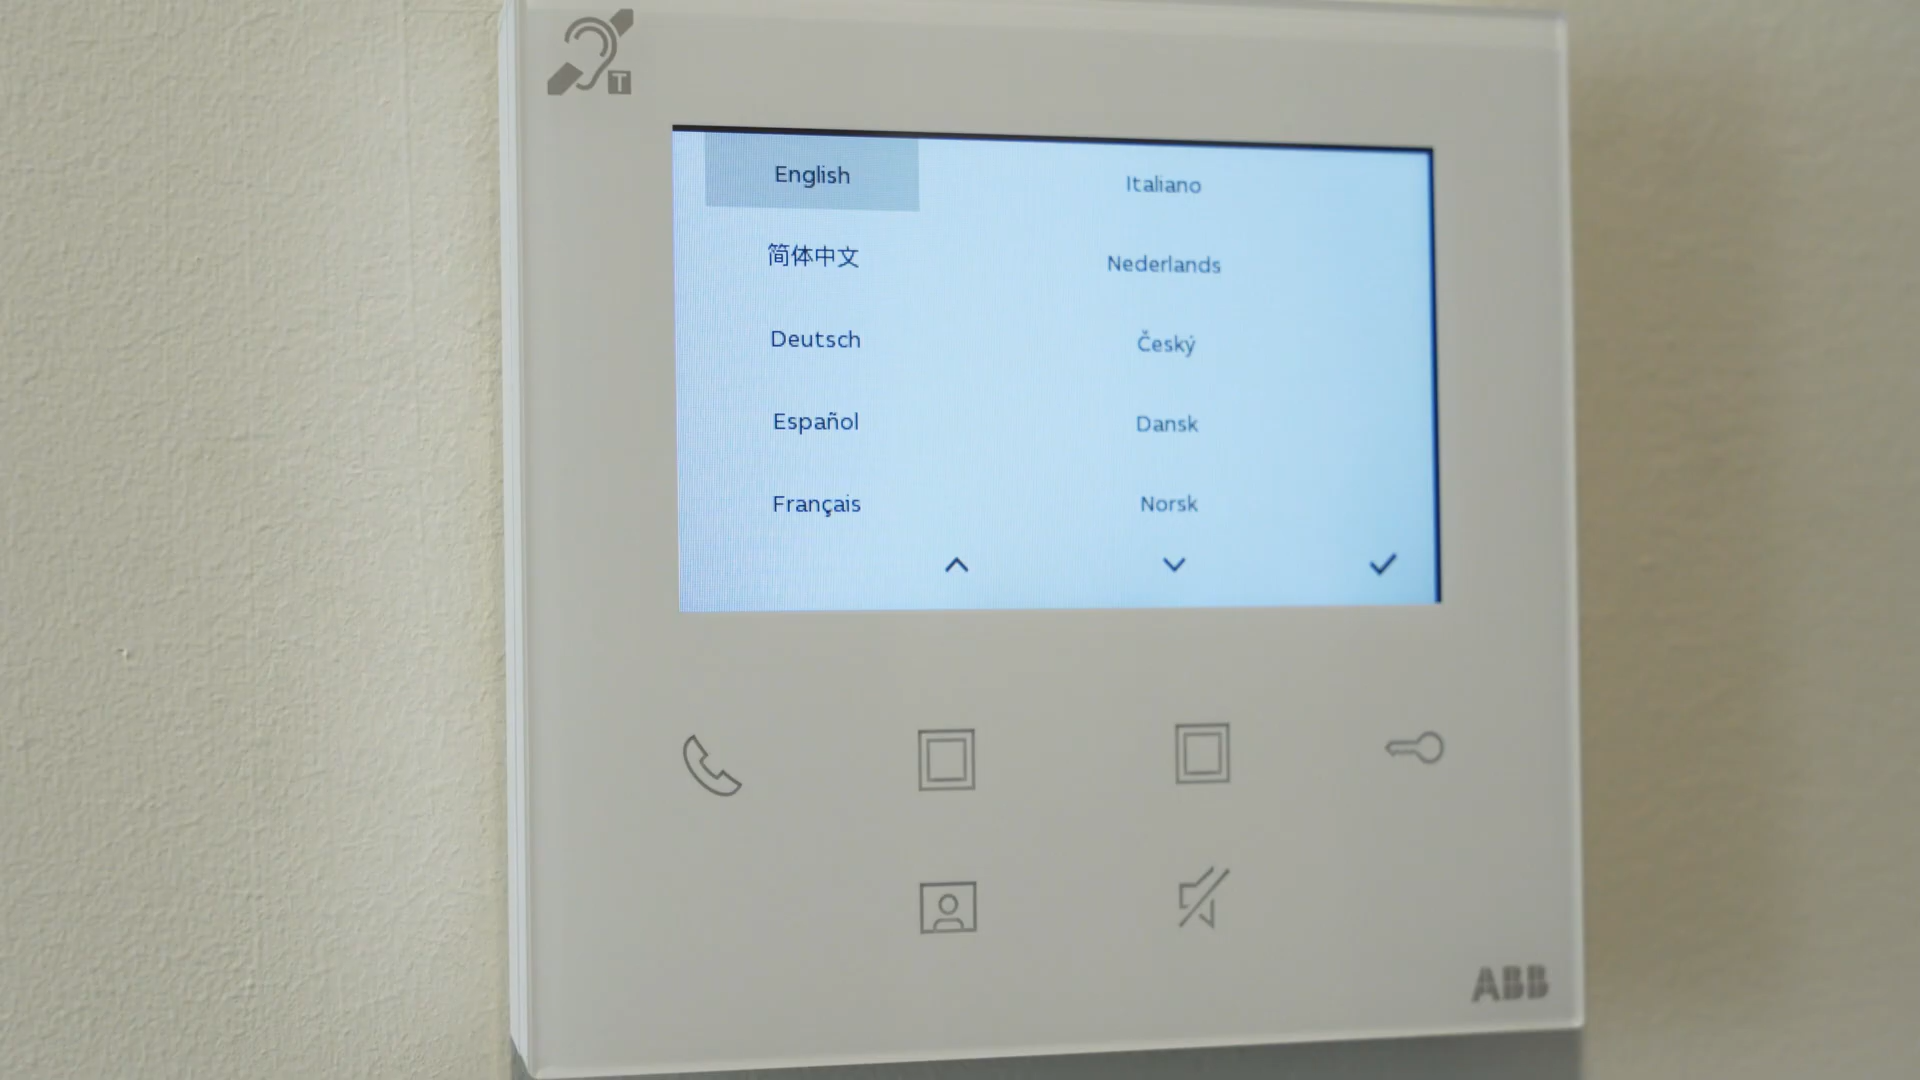 T
English
简体中文
Deutsch
Español
Français
Italiano
Nederlands
Český
Dansk
Norsk
ABB